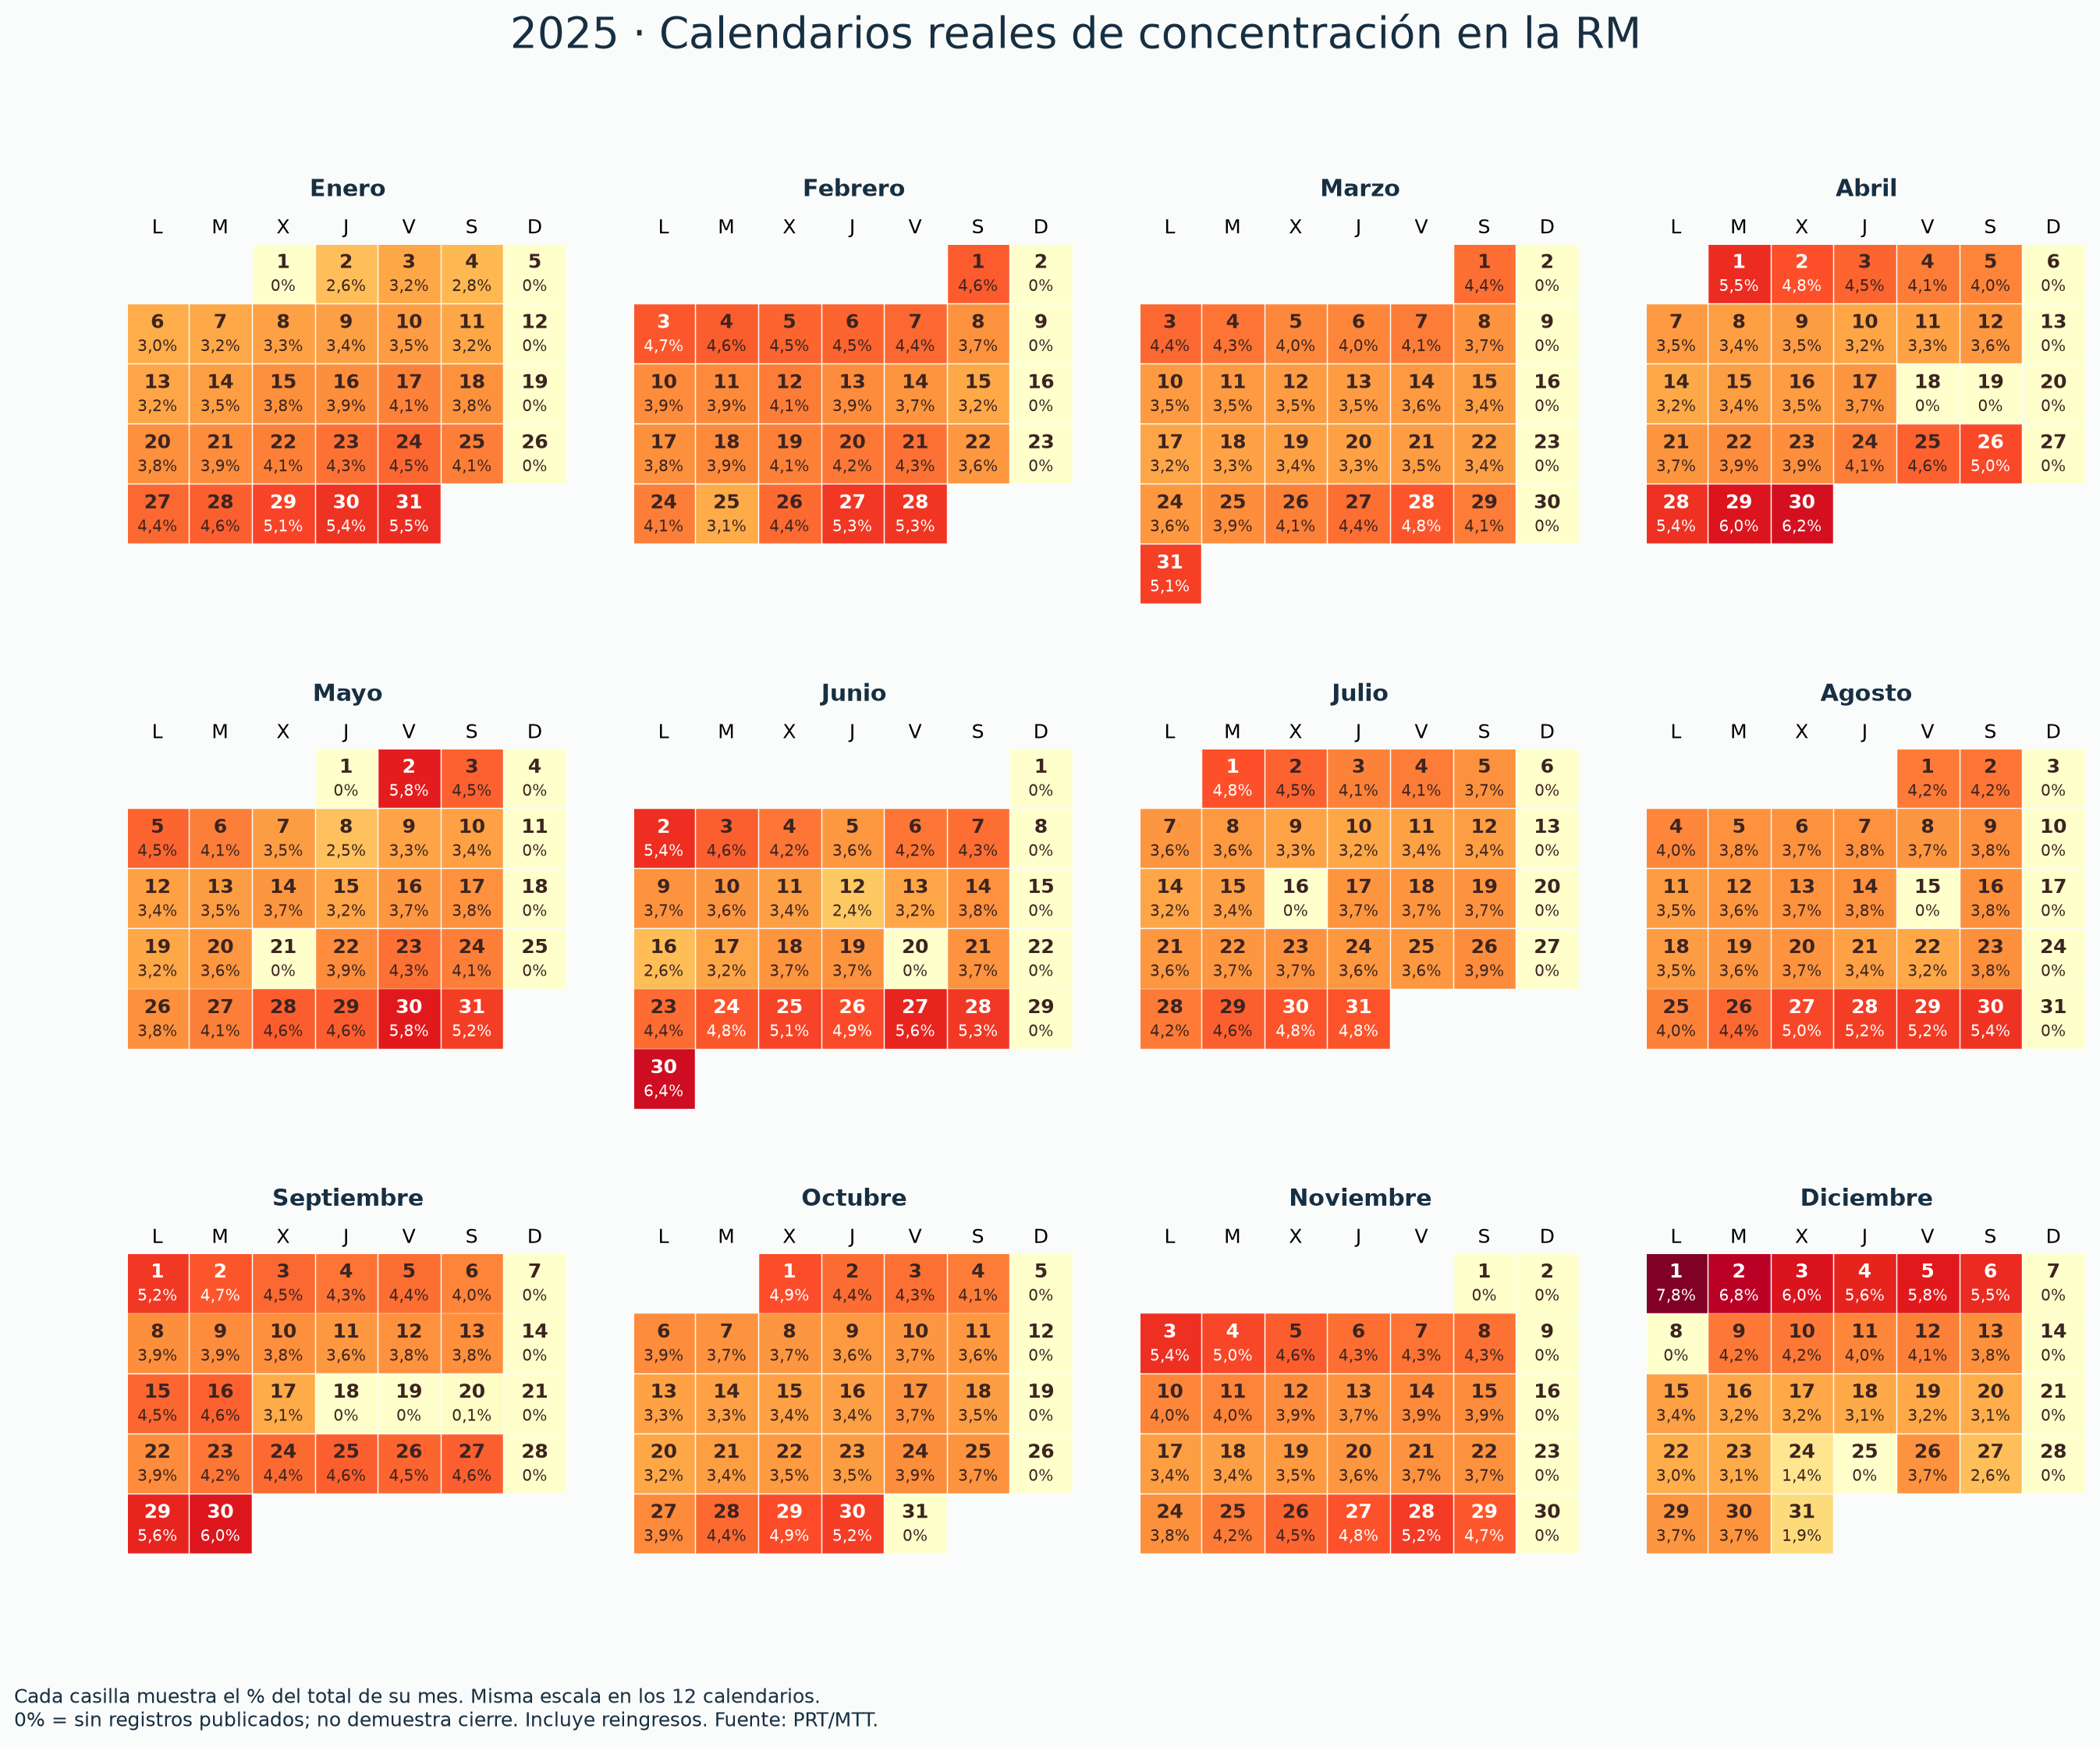 2025 · Calendarios reales de concentración en la RM
Enero
L M X J V S D
1 2 3 4 5
0% 2,6% 3,2% 2,8% 0%
6 7 8 9 10 11 12
3,0% 3,2% 3,3% 3,4% 3,5% 3,2% 0%
13 14 15 16 17 18 19
3,2% 3,5% 3,8% 3,9% 4,1% 3,8% 0%
20 21 22 23 24 25 26
3,8% 3,9% 4,1% 4,3% 4,5% 4,1% 0%
27 28 29 30 31
4,4% 4,6% 5,1% 5,4% 5,5%
Febrero
L M X J V S D
1 2
4,6% 0%
3 4 5 6 7 8 9
4,7% 4,6% 4,5% 4,5% 4,4% 3,7% 0%
10 11 12 13 14 15 16
3,9% 3,9% 4,1% 3,9% 3,7% 3,2% 0%
17 18 19 20 21 22 23
3,8% 3,9% 4,1% 4,2% 4,3% 3,6% 0%
24 25 26 27 28
4,1% 3,1% 4,4% 5,3% 5,3%
Marzo
L M X J V S D
1 2
4,4% 0%
3 4 5 6 7 8 9
4,4% 4,3% 4,0% 4,0% 4,1% 3,7% 0%
10 11 12 13 14 15 16
3,5% 3,5% 3,5% 3,5% 3,6% 3,4% 0%
17 18 19 20 21 22 23
3,2% 3,3% 3,4% 3,3% 3,5% 3,4% 0%
24 25 26 27 28 29 30
3,6% 3,9% 4,1% 4,4% 4,8% 4,1% 0%
31
5,1%
Abril
L M X J V S D
1 2 3 4 5 6
5,5% 4,8% 4,5% 4,1% 4,0% 0%
7 8 9 10 11 12 13
3,5% 3,4% 3,5% 3,2% 3,3% 3,6% 0%
14 15 16 17 18 19 20
3,2% 3,4% 3,5% 3,7% 0% 0% 0%
21 22 23 24 25 26 27
3,7% 3,9% 3,9% 4,1% 4,6% 5,0% 0%
28 29 30
5,4% 6,0% 6,2%
Mayo
L M X J V S D
1 2 3 4
0% 5,8% 4,5% 0%
5 6 7 8 9 10 11
4,5% 4,1% 3,5% 2,5% 3,3% 3,4% 0%
12 13 14 15 16 17 18
3,4% 3,5% 3,7% 3,2% 3,7% 3,8% 0%
19 20 21 22 23 24 25
3,2% 3,6% 0% 3,9% 4,3% 4,1% 0%
26 27 28 29 30 31
3,8% 4,1% 4,6% 4,6% 5,8% 5,2%
Junio
L M X J V S D
1
0%
2 3 4 5 6 7 8
5,4% 4,6% 4,2% 3,6% 4,2% 4,3% 0%
9 10 11 12 13 14 15
3,7% 3,6% 3,4% 2,4% 3,2% 3,8% 0%
16 17 18 19 20 21 22
2,6% 3,2% 3,7% 3,7% 0% 3,7% 0%
23 24 25 26 27 28 29
4,4% 4,8% 5,1% 4,9% 5,6% 5,3% 0%
30
6,4%
Julio
L M X J V S D
1 2 3 4 5 6
4,8% 4,5% 4,1% 4,1% 3,7% 0%
7 8 9 10 11 12 13
3,6% 3,6% 3,3% 3,2% 3,4% 3,4% 0%
14 15 16 17 18 19 20
3,2% 3,4% 0% 3,7% 3,7% 3,7% 0%
21 22 23 24 25 26 27
3,6% 3,7% 3,7% 3,6% 3,6% 3,9% 0%
28 29 30 31
4,2% 4,6% 4,8% 4,8%
Agosto
L M X J V S D
1 2 3
4,2% 4,2% 0%
4 5 6 7 8 9 10
4,0% 3,8% 3,7% 3,8% 3,7% 3,8% 0%
11 12 13 14 15 16 17
3,5% 3,6% 3,7% 3,8% 0% 3,8% 0%
18 19 20 21 22 23 24
3,5% 3,6% 3,7% 3,4% 3,2% 3,8% 0%
25 26 27 28 29 30 31
4,0% 4,4% 5,0% 5,2% 5,2% 5,4% 0%
Septiembre
L M X J V S D
1 2 3 4 5 6 7
5,2% 4,7% 4,5% 4,3% 4,4% 4,0% 0%
8 9 10 11 12 13 14
3,9% 3,9% 3,8% 3,6% 3,8% 3,8% 0%
15 16 17 18 19 20 21
4,5% 4,6% 3,1% 0% 0% 0,1% 0%
22 23 24 25 26 27 28
3,9% 4,2% 4,4% 4,6% 4,5% 4,6% 0%
29 30
5,6% 6,0%
Octubre
L M X J V S D
1 2 3 4 5
4,9% 4,4% 4,3% 4,1% 0%
6 7 8 9 10 11 12
3,9% 3,7% 3,7% 3,6% 3,7% 3,6% 0%
13 14 15 16 17 18 19
3,3% 3,3% 3,4% 3,4% 3,7% 3,5% 0%
20 21 22 23 24 25 26
3,2% 3,4% 3,5% 3,5% 3,9% 3,7% 0%
27 28 29 30 31
3,9% 4,4% 4,9% 5,2% 0%
Noviembre
L M X J V S D
1 2
0% 0%
3 4 5 6 7 8 9
5,4% 5,0% 4,6% 4,3% 4,3% 4,3% 0%
10 11 12 13 14 15 16
4,0% 4,0% 3,9% 3,7% 3,9% 3,9% 0%
17 18 19 20 21 22 23
3,4% 3,4% 3,5% 3,6% 3,7% 3,7% 0%
24 25 26 27 28 29 30
3,8% 4,2% 4,5% 4,8% 5,2% 4,7% 0%
Diciembre
L M X J V S D
1 2 3 4 5 6 7
7,8% 6,8% 6,0% 5,6% 5,8% 5,5% 0%
8 9 10 11 12 13 14
0% 4,2% 4,2% 4,0% 4,1% 3,8% 0%
15 16 17 18 19 20 21
3,4% 3,2% 3,2% 3,1% 3,2% 3,1% 0%
22 23 24 25 26 27 28
3,0% 3,1% 1,4% 0% 3,7% 2,6% 0%
29 30 31
3,7% 3,7% 1,9%
Cada casilla muestra el % del total de su mes. Misma escala en los 12 calendarios.
0% = sin registros publicados; no demuestra cierre. Incluye reingresos. Fuente: PRT/MTT.